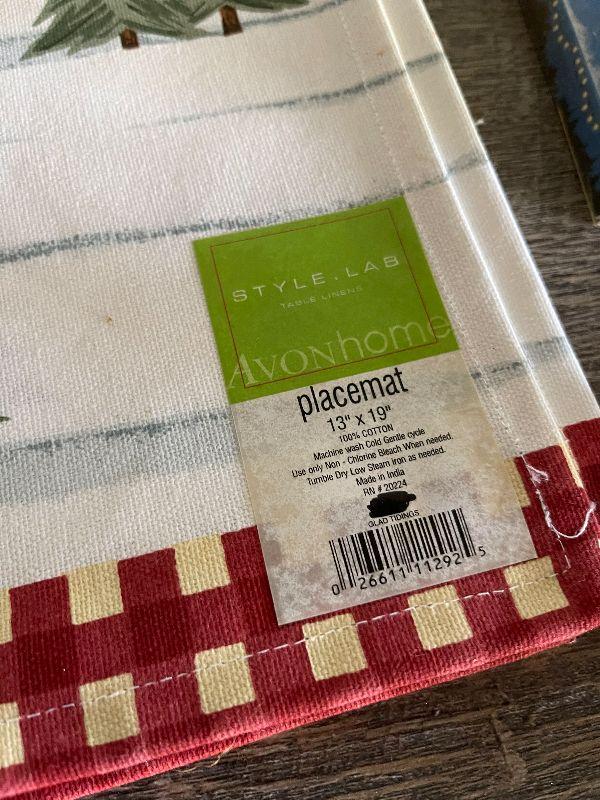 STYLE.LAB
TABLE LINENS
AVONhome
placemat
13" x 19"
100% COTTON
Machine wash Cold Gentle cycle
Use only Non - Chlorine Bleach When needed.
Tumble Dry Low Steam Iron as needed.
Made in India
RN # 20224
GLAD TIDINGS
0 26611 11292 5